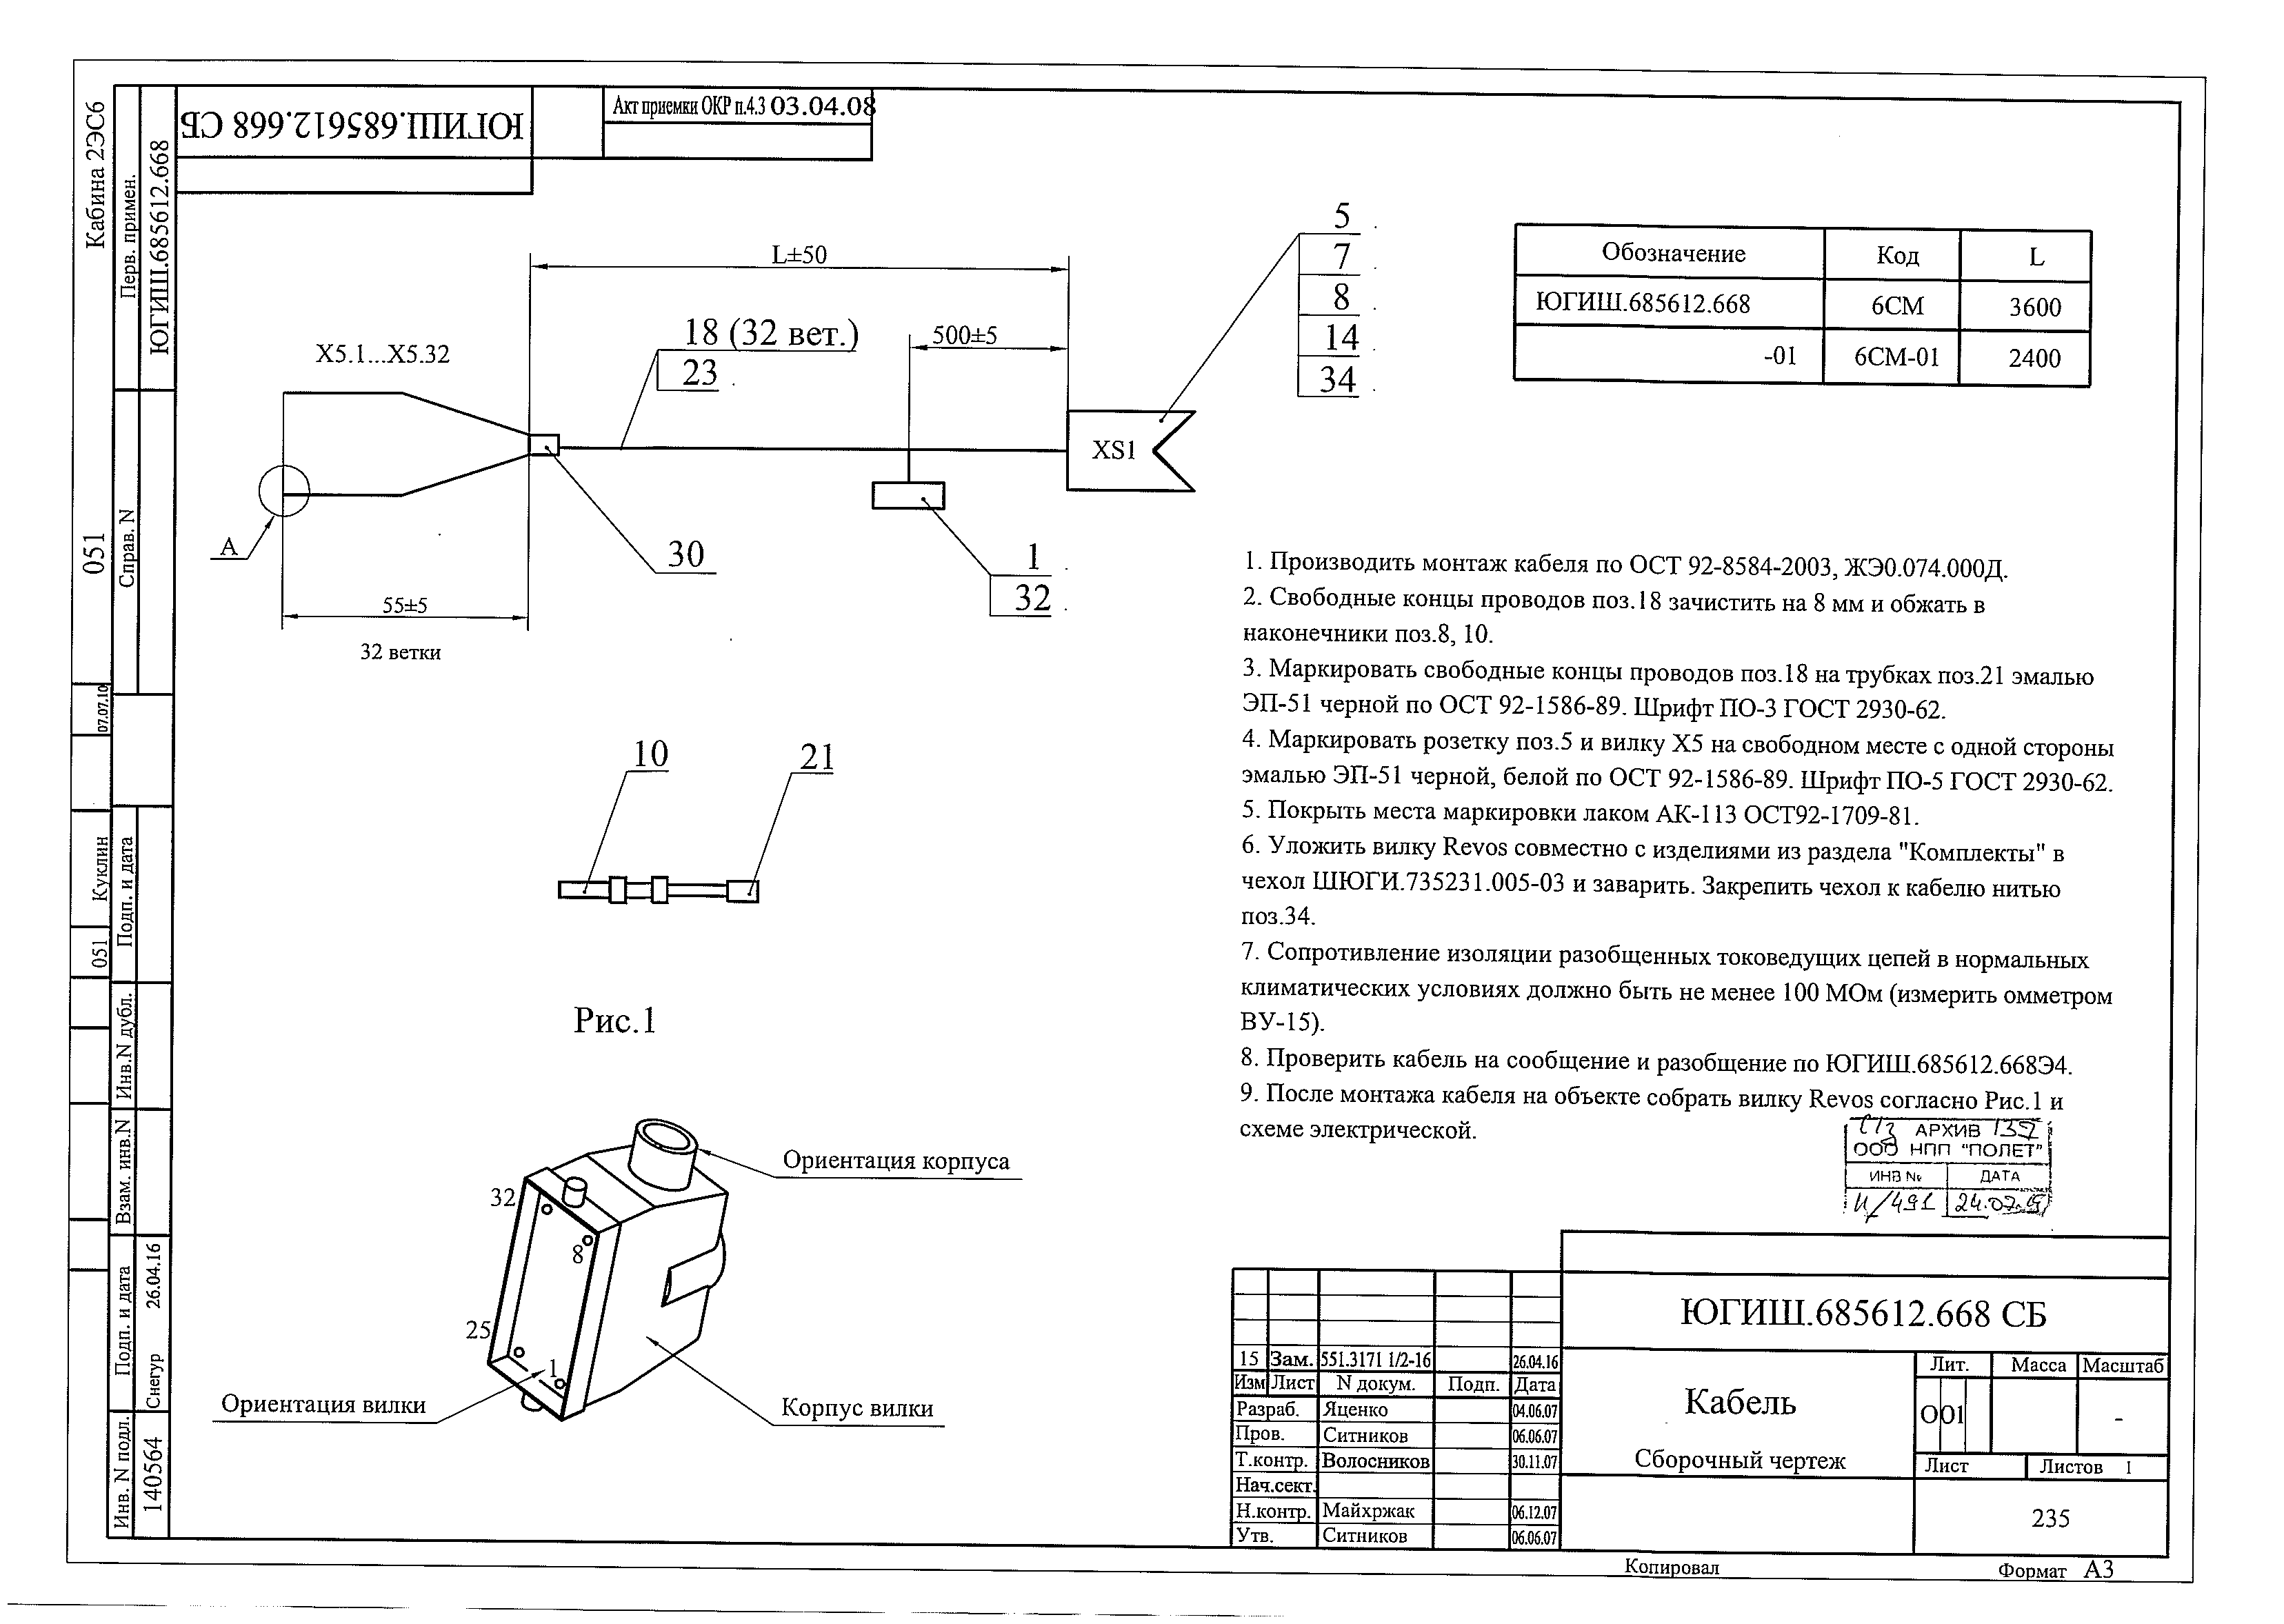 Кабина 2ЭС6
051
07.07.10
Куклин
051
Перв. примен.
ЮГИШ.685612.668
Справ. N
Подп. и дата
Инв.N дубл.
Взам. инв.N
Подп. и дата
Снегур 26.04.16
Инв. N подл.
140564
ЮГИШ.685612.668 СБ
Акт приемки ОКР п.4.3 03.04.08
L±50
500±5
18 (32 вет.)
23
X5.1...X5.32
5
7
8
14
34
XS1
А
30
1
32
55±5
32 ветки
Обозначение Код L
ЮГИШ.685612.668 6СМ 3600
-01 6СМ-01 2400
10
21
Рис.1
32
8
25
1
Ориентация корпуса
Ориентация вилки
Корпус вилки
1. Производить монтаж кабеля по ОСТ 92-8584-2003, ЖЭ0.074.000Д.
2. Свободные концы проводов поз.18 зачистить на 8 мм и обжать в
наконечники поз.8, 10.
3. Маркировать свободные концы проводов поз.18 на трубках поз.21 эмалью
ЭП-51 черной по ОСТ 92-1586-89. Шрифт ПО-3 ГОСТ 2930-62.
4. Маркировать розетку поз.5 и вилку X5 на свободном месте с одной стороны
эмалью ЭП-51 черной, белой по ОСТ 92-1586-89. Шрифт ПО-5 ГОСТ 2930-62.
5. Покрыть места маркировки лаком АК-113 ОСТ92-1709-81.
6. Уложить вилку Revos совместно с изделиями из раздела "Комплекты" в
чехол ШЮГИ.735231.005-03 и заварить. Закрепить чехол к кабелю нитью
поз.34.
7. Сопротивление изоляции разобщенных токоведущих цепей в нормальных
климатических условиях должно быть не менее 100 МОм (измерить омметром
ВУ-15).
8. Проверить кабель на сообщение и разобщение по ЮГИШ.685612.668Э4.
9. После монтажа кабеля на объекте собрать вилку Revos согласно Рис.1 и
схеме электрической.
АРХИВ 137
ООО НПП "ПОЛЕТ"
ИНВ № ДАТА
И/491
ЮГИШ.685612.668 СБ
15 Зам. 551.3171 1/2-16 26.04.16
Изм Лист N докум. Подп. Дата
Разраб. Яценко 04.06.07
Пров. Ситников 06.06.07
Т.контр. Волосников 30.11.07
Нач.сект.
Н.контр. Майхржак 06.12.07
Утв. Ситников 06.06.07
Кабель
Сборочный чертеж
Лит. Масса Масштаб
О О1 -
Лист Листов 1
235
Копировал Формат А3